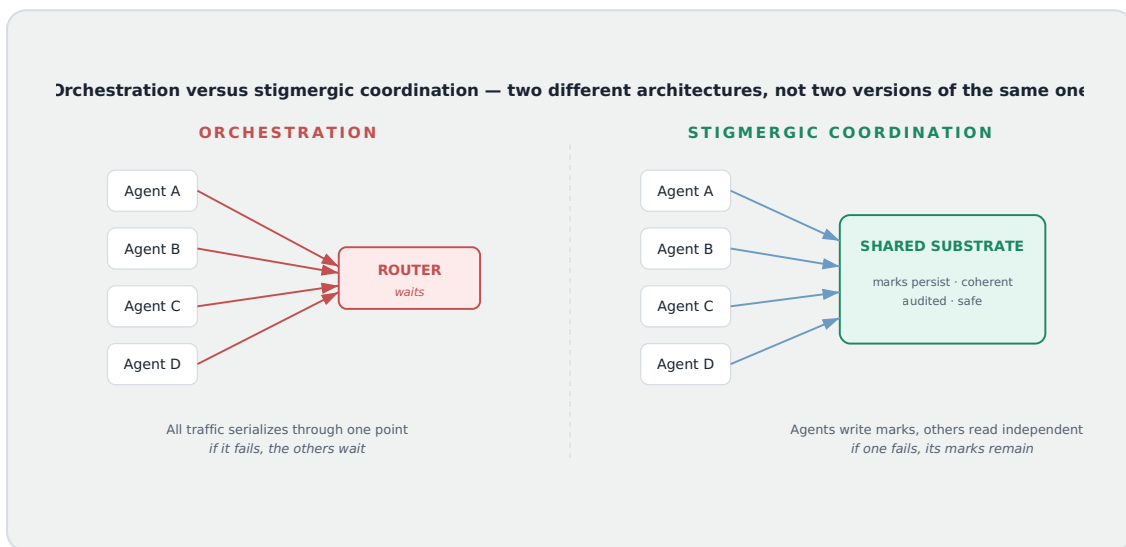 Orchestration versus stigmergic coordination — two different architectures, not two versions of the same one
ORCHESTRATION
Agent A
Agent B
Agent C
Agent D
ROUTER
waits
All traffic serializes through one point
if it fails, the others wait
STIGMERGIC COORDINATION
Agent A
Agent B
Agent C
Agent D
SHARED SUBSTRATE
marks persist · coherent
audited · safe
Agents write marks, others read independent
if one fails, its marks remain